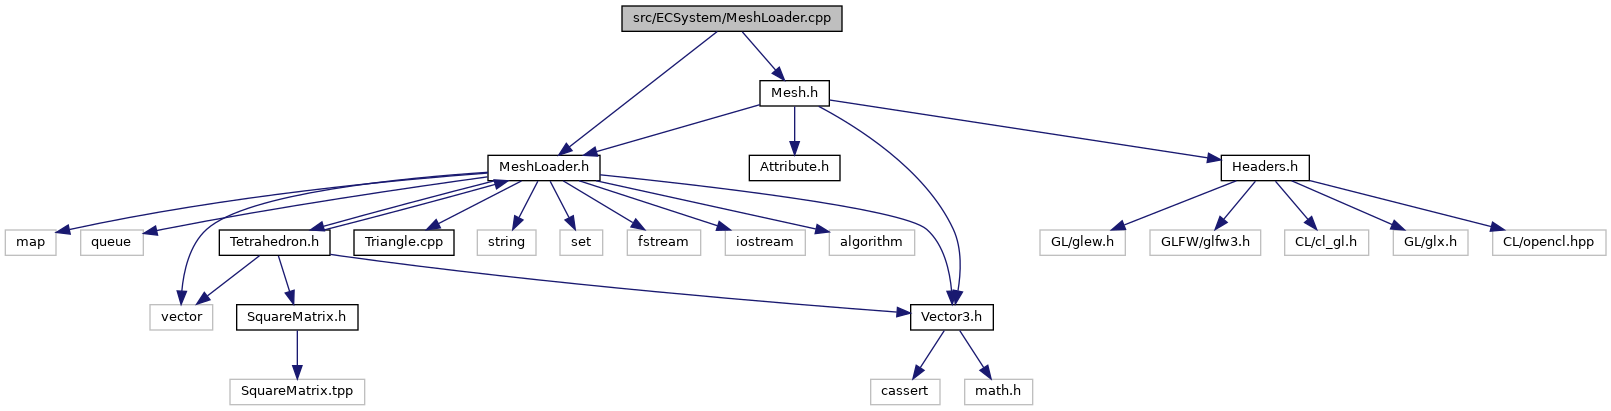 src/ECSystem/MeshLoader.cpp
Mesh.h
MeshLoader.h
Attribute.h
Headers.h
map
queue
Tetrahedron.h
Triangle.cpp
string
set
fstream
iostream
algorithm
GL/glew.h
GLFW/glfw3.h
CL/cl_gl.h
GL/glx.h
CL/opencl.hpp
vector
SquareMatrix.h
Vector3.h
SquareMatrix.tpp
cassert
math.h